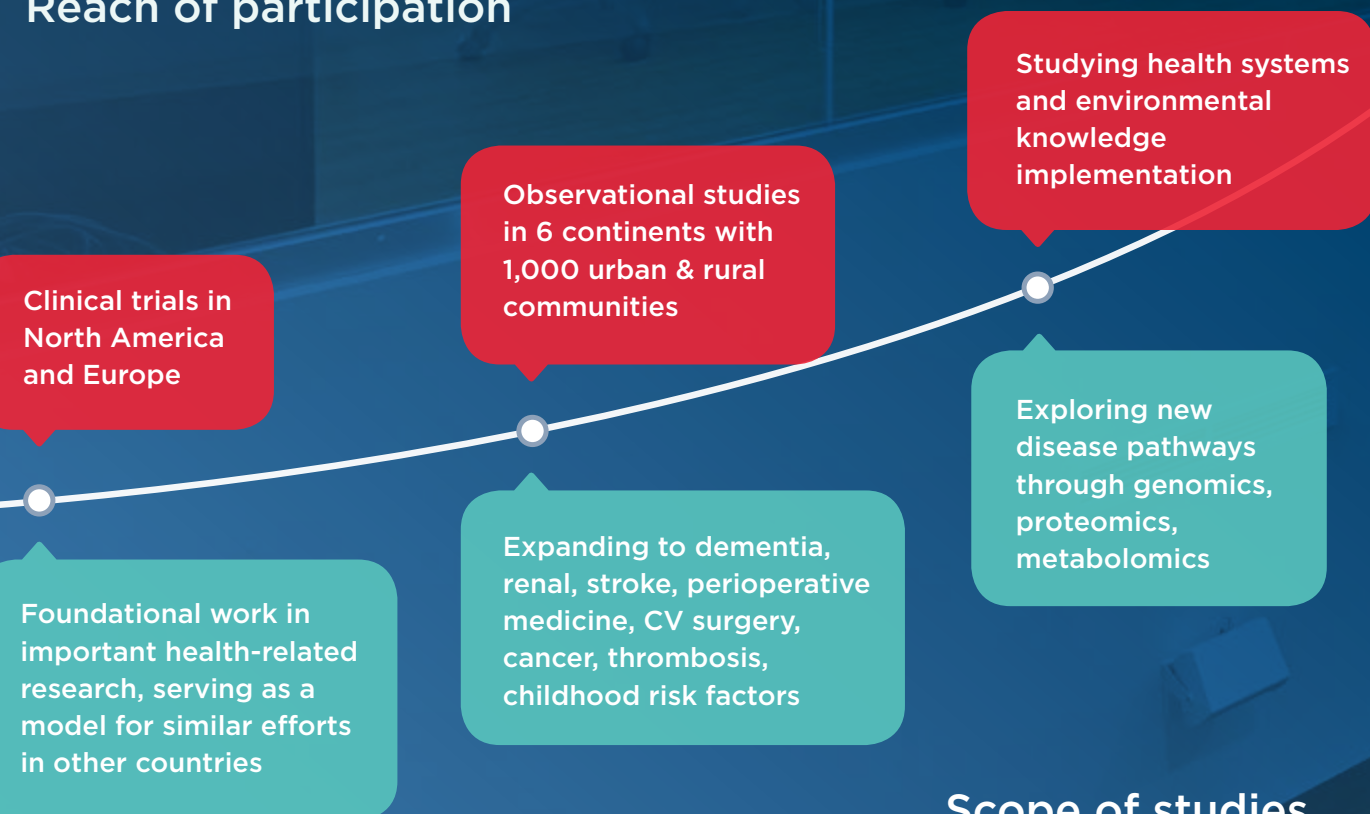 Reach of participation
Clinical trials in
North America
and Europe
Observational studies
in 6 continents with
1,000 urban & rural
communities
Studying health systems
and environmental
knowledge
implementation
Foundational work in
important health-related
research, serving as a
model for similar efforts
in other countries
Expanding to dementia,
renal, stroke, perioperative
medicine, CV surgery,
cancer, thrombosis,
childhood risk factors
Exploring new
disease pathways
through genomics,
proteomics,
metabolomics
Scope of studies